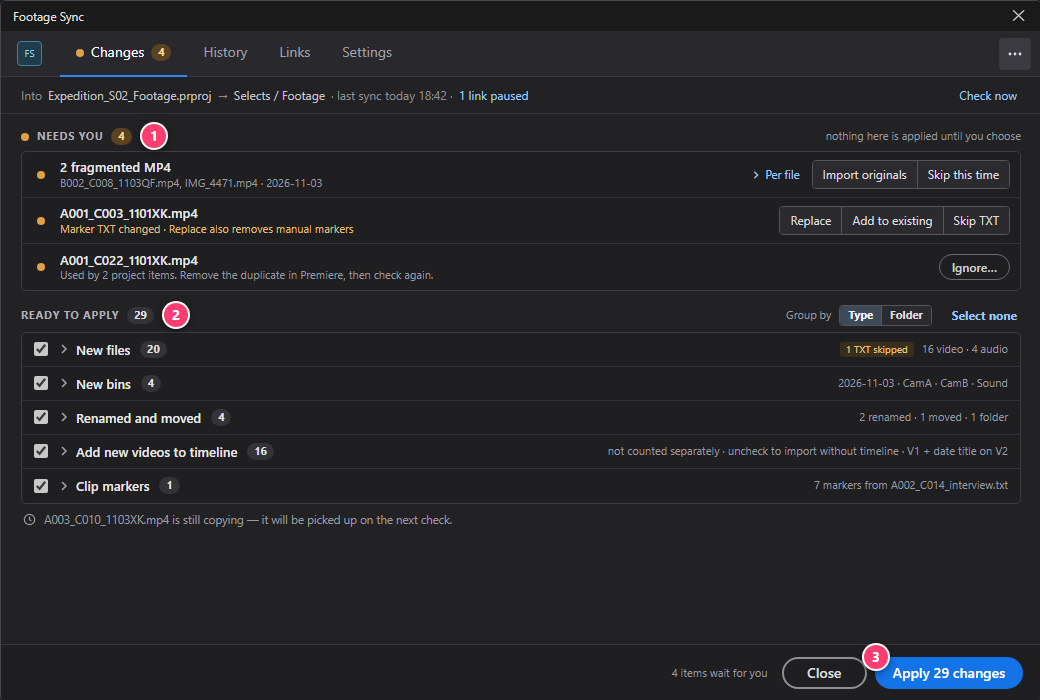 Footage Sync
FS Changes 4 History Links Settings ...
Into Expedition_S02_Footage.prproj → Selects / Footage · last sync today 18:42 · 1 link paused Check now
NEEDS YOU 4 1 nothing here is applied until you choose
2 fragmented MP4
B002_C008_1103QF.mp4, IMG_4471.mp4 · 2026-11-03
Per file Import originals Skip this time
A001_C003_1101XK.mp4
Marker TXT changed · Replace also removes manual markers
Replace Add to existing Skip TXT
A001_C022_1101XK.mp4
Used by 2 project items. Remove the duplicate in Premiere, then check again.
Ignore...
READY TO APPLY 29 2 Group by Type Folder Select none
New files 20 1 TXT skipped 16 video · 4 audio
New bins 4 2026-11-03 · CamA · CamB · Sound
Renamed and moved 4 2 renamed · 1 moved · 1 folder
Add new videos to timeline 16 not counted separately · uncheck to import without timeline · V1 + date title on V2
Clip markers 1 7 markers from A002_C014_interview.txt
A003_C010_1103XK.mp4 is still copying — it will be picked up on the next check.
4 items wait for you Close 3 Apply 29 changes